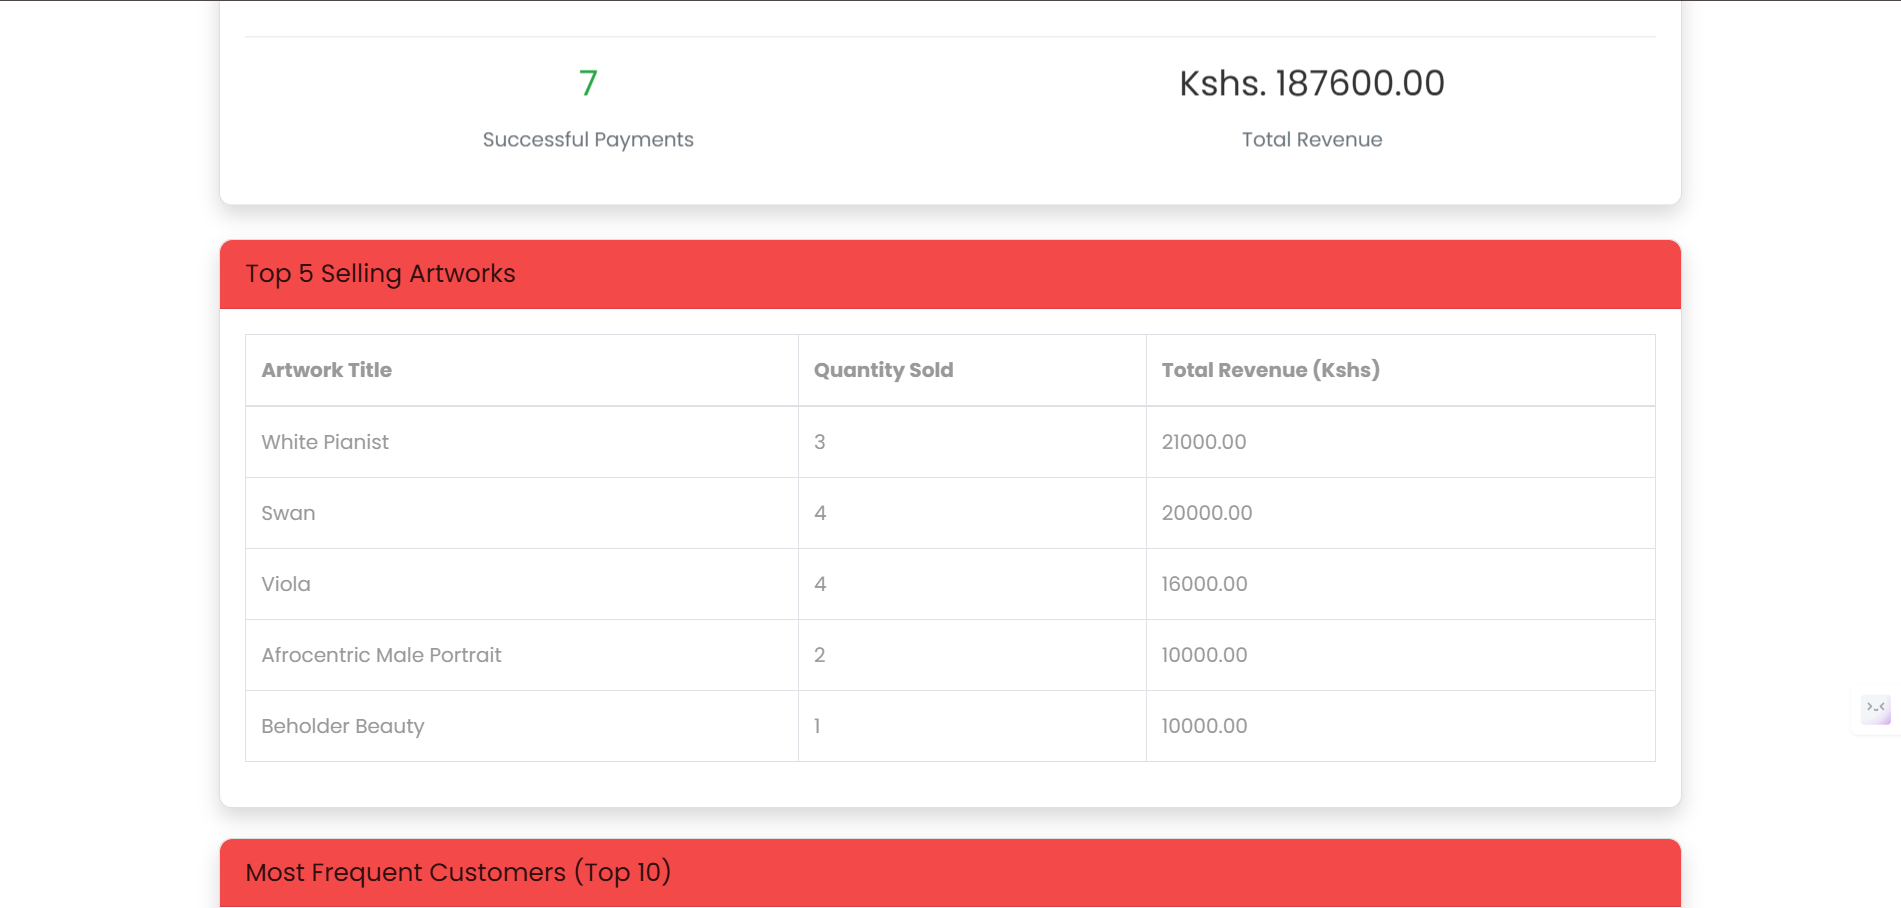 7
Kshs. 187600.00
Successful Payments
Total Revenue
Top 5 Selling Artworks
Artwork Title Quantity Sold Total Revenue (Kshs)
White Pianist 3 21000.00
Swan 4 20000.00
Viola 4 16000.00
Afrocentric Male Portrait 2 10000.00
Beholder Beauty 1 10000.00
Most Frequent Customers (Top 10)